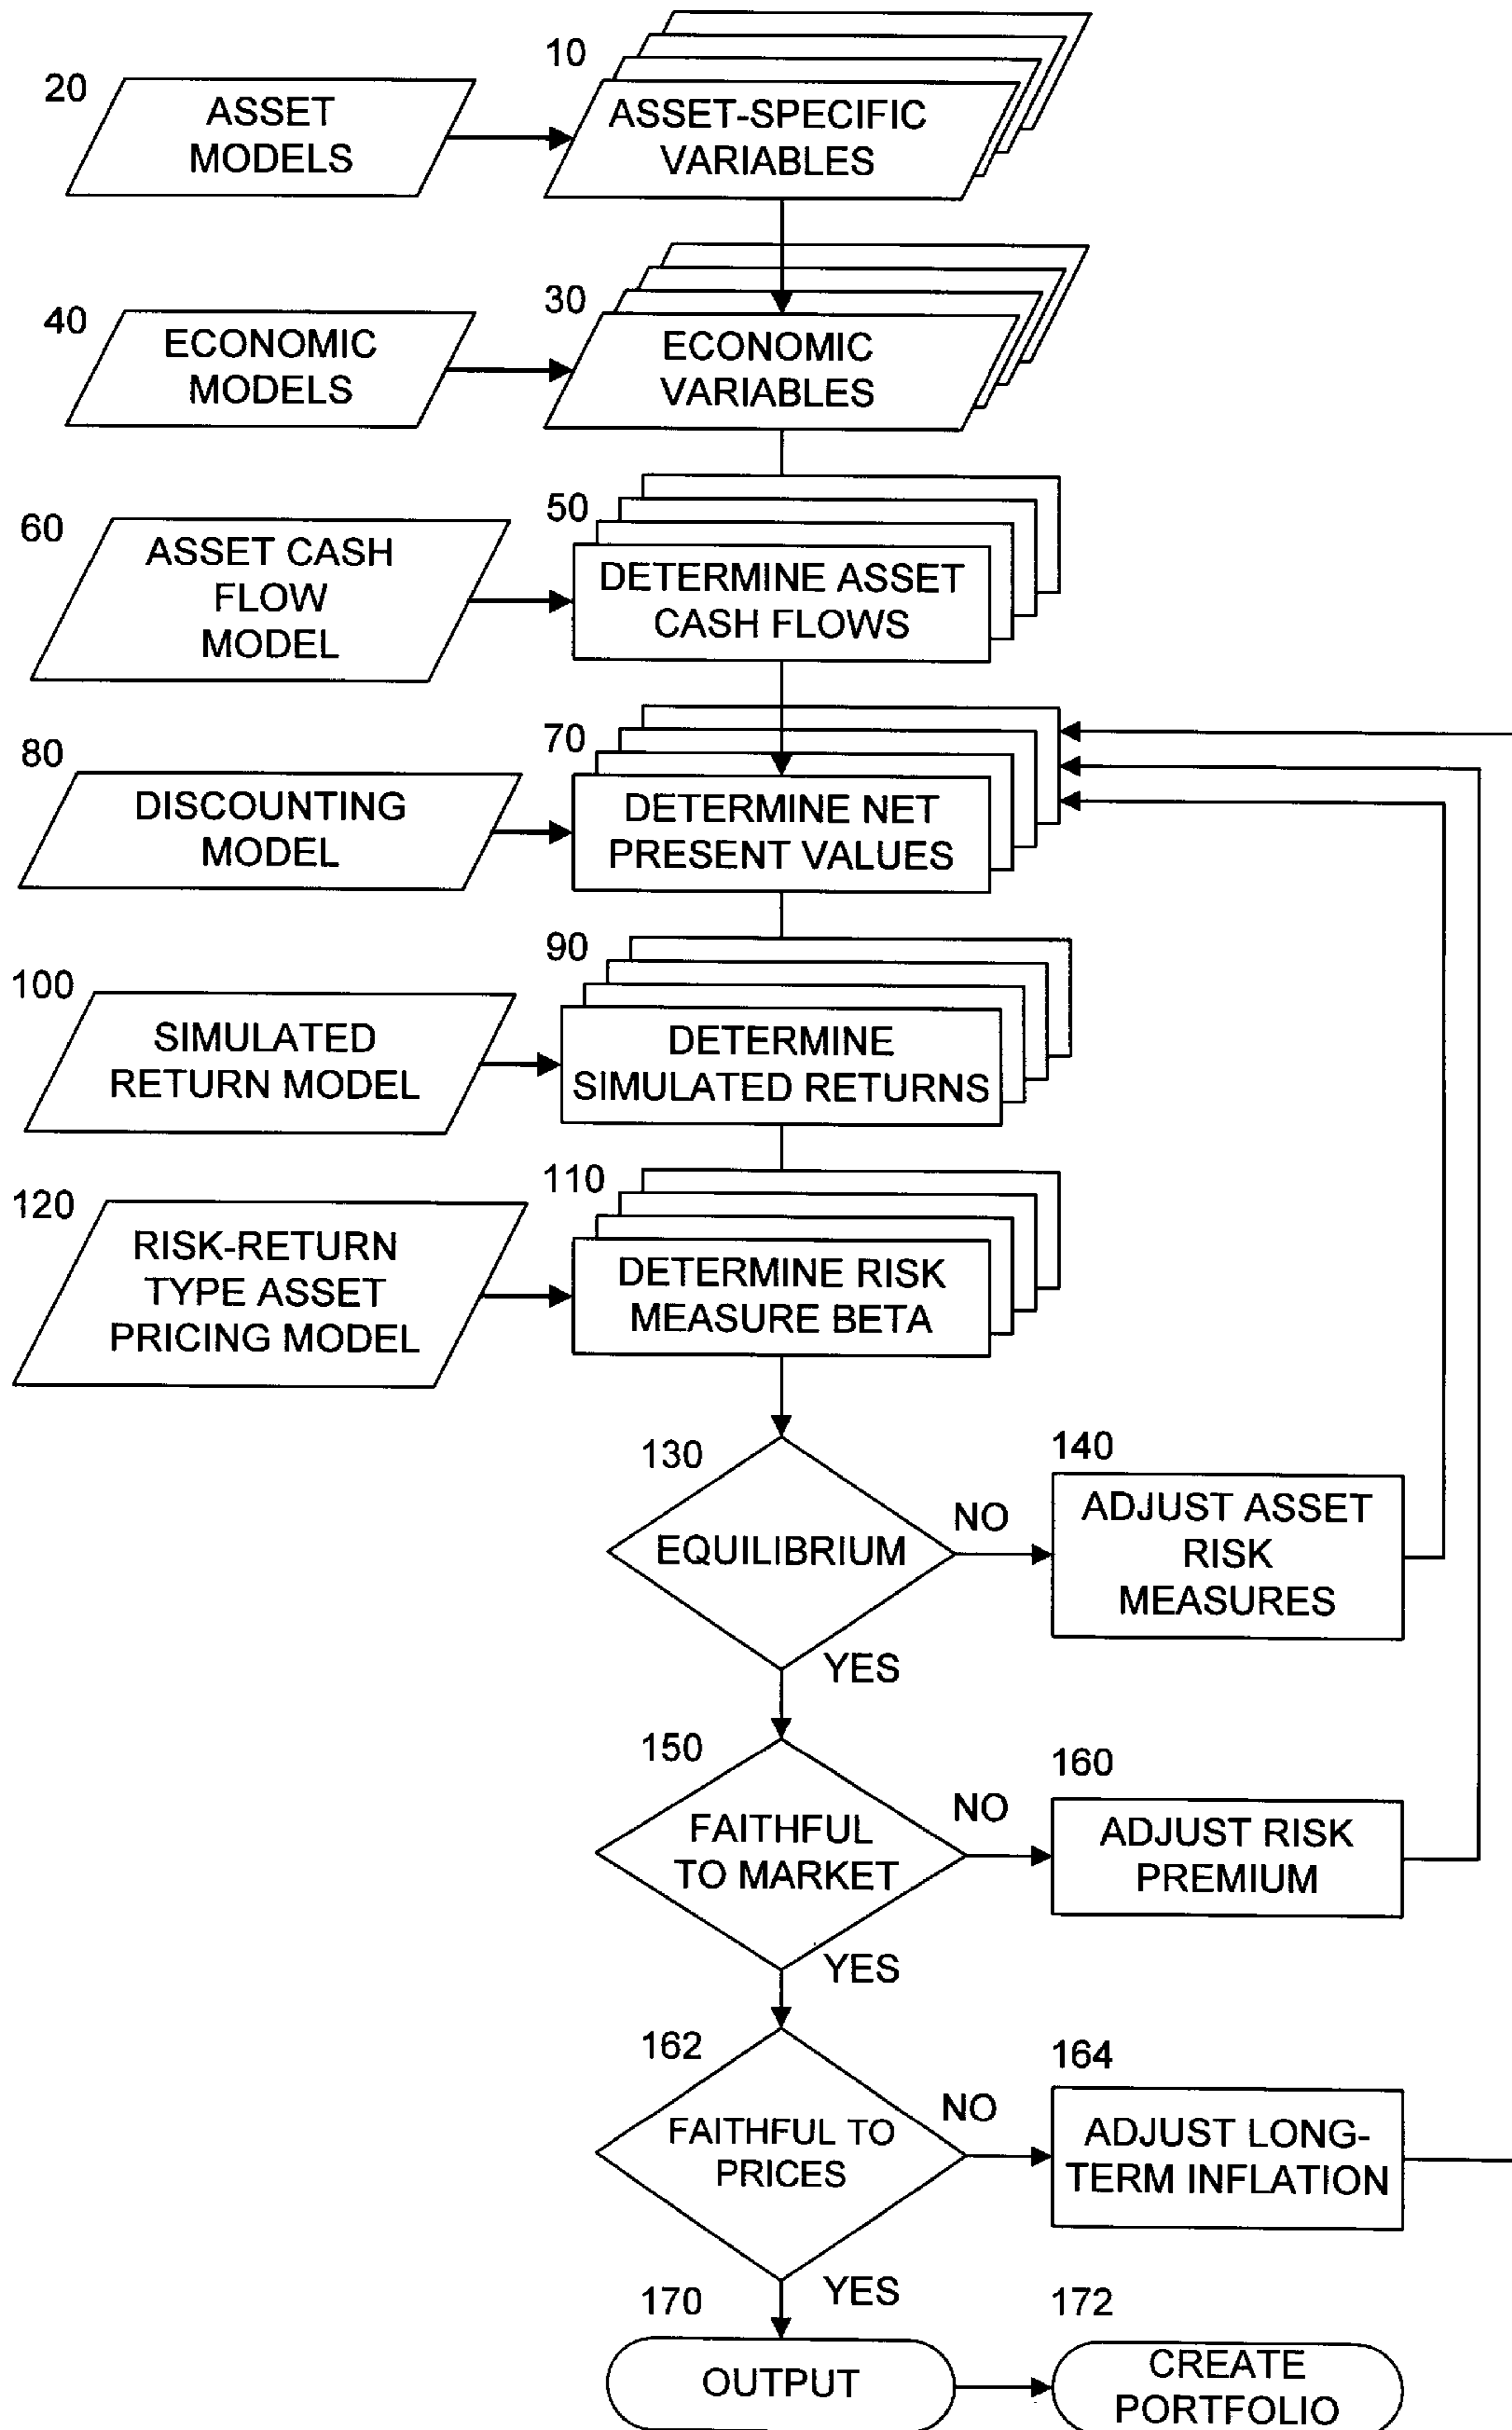 10
20
ASSET
MODELS
ASSET-SPECIFIC
VARIABLES
30
40
ECONOMIC
MODELS
ECONOMIC
VARIABLES
50
60
ASSET CASH
FLOW
MODEL
DETERMINE ASSET
CASH FLOWS
70
80
DISCOUNTING
MODEL
DETERMINE NET
PRESENT VALUES
90
100
SIMULATED
RETURN MODEL
DETERMINE
SIMULATED RETURNS
110
120
RISK-RETURN
TYPE ASSET
PRICING MODEL
DETERMINE RISK
MEASURE BETA
130
EQUILIBRIUM
NO
140
ADJUST ASSET
RISK
MEASURES
YES
150
FAITHFUL
TO MARKET
NO
160
ADJUST RISK
PREMIUM
YES
162
FAITHFUL TO
PRICES
NO
164
ADJUST LONG-
TERM INFLATION
YES
170
OUTPUT
172
CREATE
PORTFOLIO